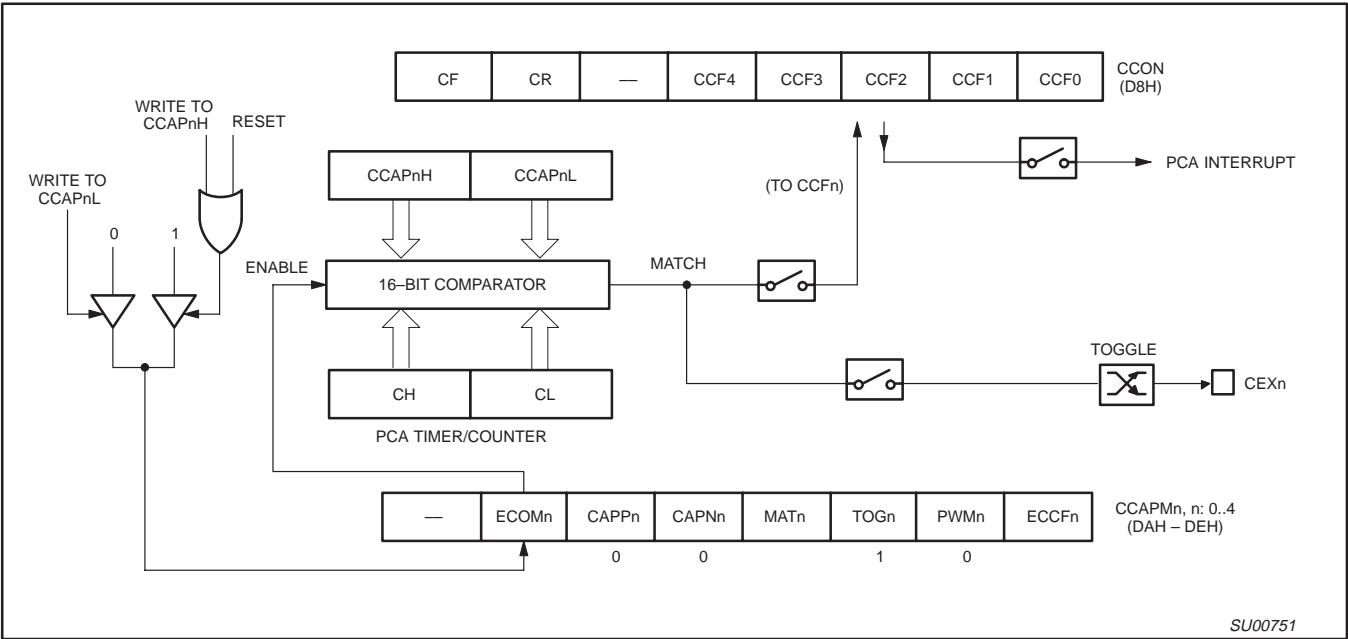 CF CR — CCF4 CCF3 CCF2 CCF1 CCF0
CCON
(D8H)
WRITE TO
CCAPnH
RESET
CCAPnH CCAPnL
(TO CCFn)
PCA INTERRUPT
WRITE TO
CCAPnL
0 1
ENABLE
16–BIT COMPARATOR
MATCH
TOGGLE
CH CL
CEXn
PCA TIMER/COUNTER
— ECOMn CAPPn CAPNn MATn TOGn PWMn ECCFn
CCAPMn, n: 0..4
(DAH – DEH)
0 0 1 0
SU00751